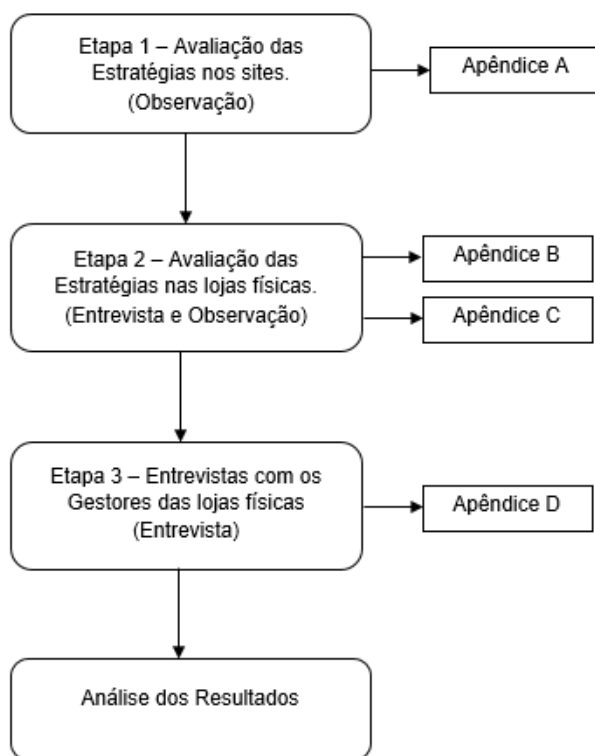 Etapa 1 – Avaliação das
Estratégias nos sites.
(Observação)
Apêndice A
Etapa 2 – Avaliação das
Estratégias nas lojas físicas.
(Entrevista e Observação)
Apêndice B
Apêndice C
Etapa 3 – Entrevistas com os
Gestores das lojas físicas
(Entrevista)
Apêndice D
Análise dos Resultados